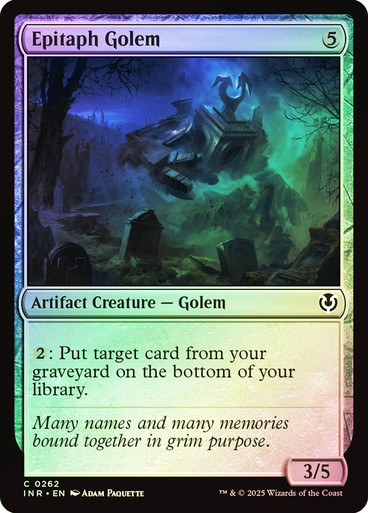 Epitaph Golem 5
Artifact Creature — Golem
2: Put target card from your
graveyard on the bottom of your
library.
Many names and many memories
bound together in grim purpose.
3/5
C 0262
INR • EN Adam Paquette
™ & © 2025 Wizards of the Coast